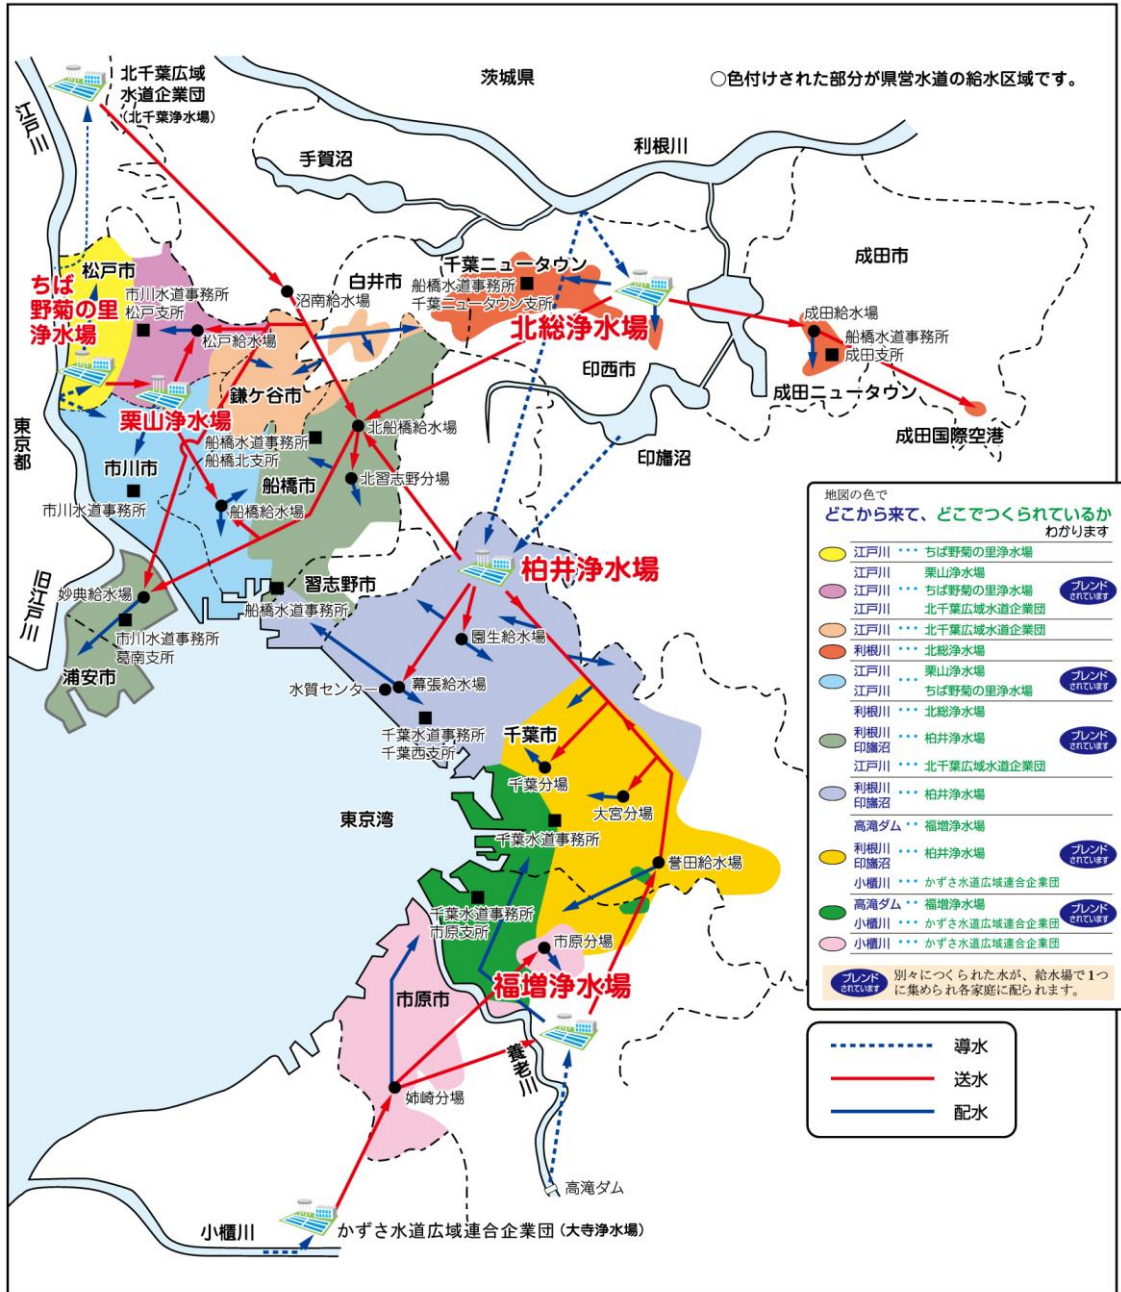 北千葉広域
水道企業団
（北千葉浄水場）
茨城県
○色付けされた部分が県営水道の給水区域です。
江戸川
手賀沼
利根川
成田市
松戸市
白井市
千葉ニュータウン
船橋水道事務所
千葉ニュータウン支所
ちば
野菊の里
浄水場
市川水道事務所
松戸支所
沼南給水場
松戸給水場
北総浄水場
成田給水場
船橋水道事務所
成田支所
成田ニュータウン
印西市
鎌ケ谷市
栗山浄水場
東京都
北船橋給水場
成田国際空港
船橋水道事務所
船橋北支所
印旛沼
市川市
船橋市
北習志野分場
市川水道事務所
船橋給水場
旧江戸川
妙典給水場
習志野市
船橋水道事務所
柏井浄水場
市川水道事務所
葛南支所
浦安市
園生給水場
水質センター
幕張給水場
千葉水道事務所
千葉西支所
千葉市
千葉分場
大宮分場
東京湾
千葉水道事務所
誉田給水場
千葉水道事務所
市原支所
市原分場
福増浄水場
市原市
養老川
姉崎分場
高滝ダム
小櫃川
かずさ水道広域連合企業団（大寺浄水場）
地図の色で
どこから来て、どこでつくられているか
わかります
江戸川 ・・・ ちば野菊の里浄水場
江戸川 栗山浄水場
江戸川 ・・・ ちば野菊の里浄水場
江戸川 北千葉広域水道企業団
ブレンド
されています
江戸川 ・・・ 北千葉広域水道企業団
利根川 ・・・ 北総浄水場
江戸川 ・・・ 栗山浄水場
江戸川 ・・・ ちば野菊の里浄水場
ブレンド
されています
利根川 ・・・ 北総浄水場
利根川
印旛沼 ・・・ 柏井浄水場
江戸川 ・・・ 北千葉広域水道企業団
ブレンド
されています
利根川
印旛沼 ・・・ 柏井浄水場
高滝ダム ・・・ 福増浄水場
利根川
印旛沼 ・・・ 柏井浄水場
小櫃川 ・・・ かずさ水道広域連合企業団
ブレンド
されています
高滝ダム ・・・ 福増浄水場
小櫃川 ・・・ かずさ水道広域連合企業団
ブレンド
されています
小櫃川 ・・・ かずさ水道広域連合企業団
ブレンド
されています
別々につくられた水が、給水場で1つ
に集められ各家庭に配られます。
導水
送水
配水